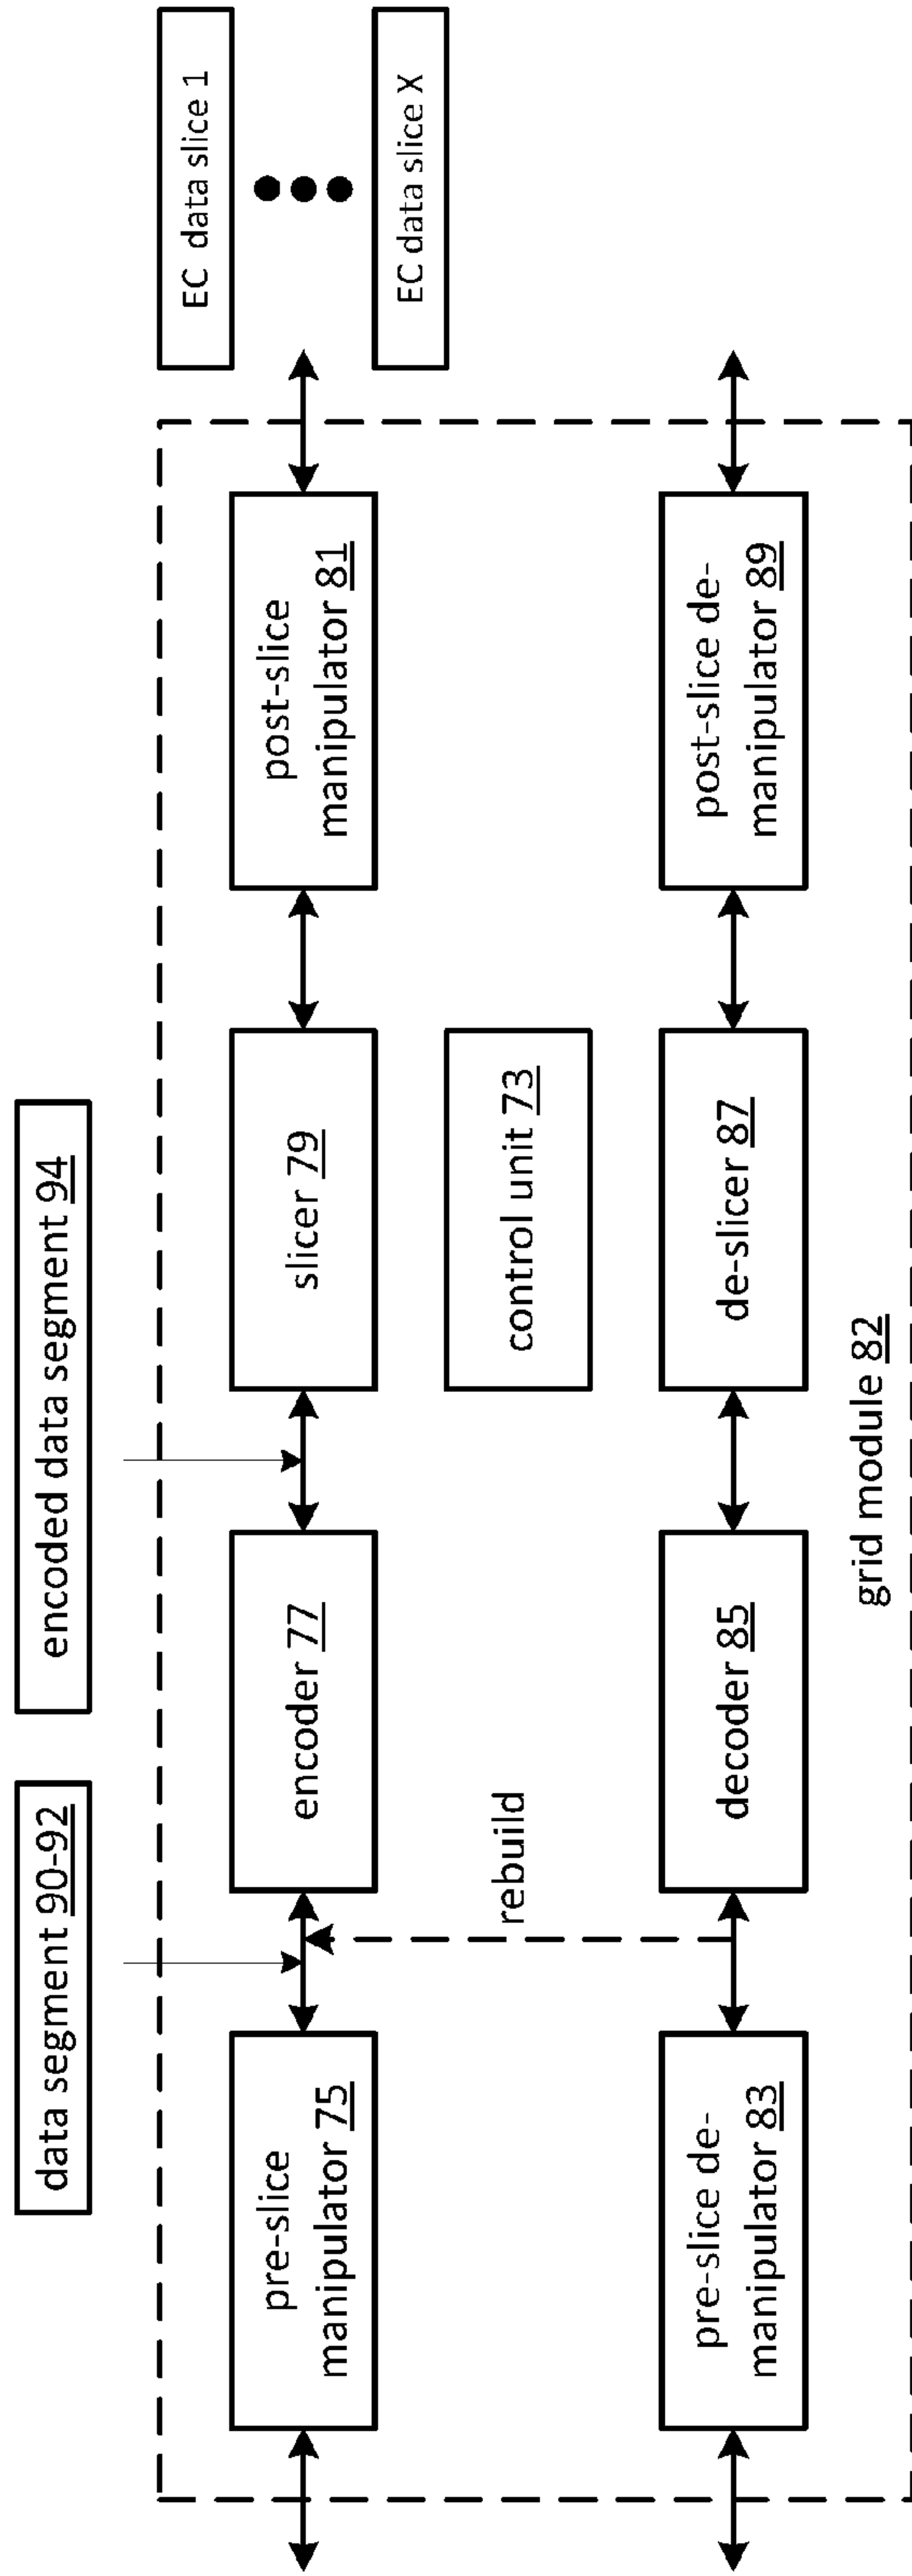 data segment 90-92
encoded data segment 94
pre-slice
manipulator 75
encoder 77
slicer 79
post-slice
manipulator 81
EC data slice 1
EC data slice X
rebuild
control unit 73
pre-slice de-
manipulator 83
decoder 85
de-slicer 87
post-slice de-
manipulator 89
grid module 82